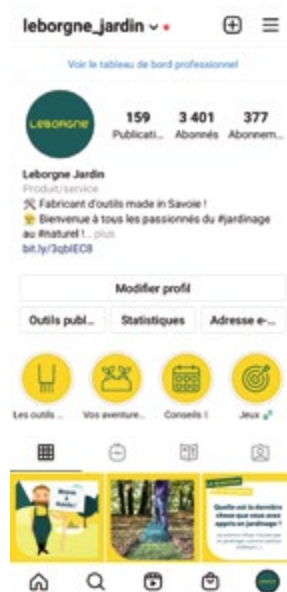 leborgne_jardin
Voir le tableau de bord professionnel
LEBORGNE
159 3 401 377
Publicati... Abonnés Abonnem...
Leborgne Jardin
Produit/service
Fabricant d'outils made in Savoie !
Bienvenue à tous les passionnés du #jardinage
au #naturel !... plus
bit.ly/3qblEC8
Modifier profil
Outils publ... Statistiques Adresse e-...
Les outils ... Vos aventure... Conseils ! Jeux
Quelle est la dernière
chose que vous avez
appris en jardinage ?